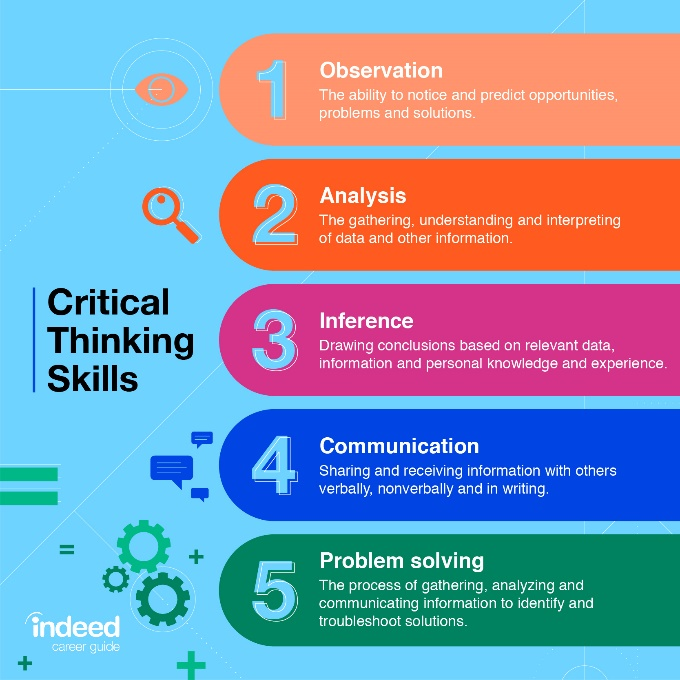 Critical
Thinking
Skills
1
Observation
The ability to notice and predict opportunities,
problems and solutions.
2
Analysis
The gathering, understanding and interpreting
of data and other information.
3
Inference
Drawing conclusions based on relevant data,
information and personal knowledge and experience.
4
Communication
Sharing and receiving information with others
verbally, nonverbally and in writing.
5
Problem solving
The process of gathering, analyzing and
communicating information to identify and
troubleshoot solutions.
indeed
career guide